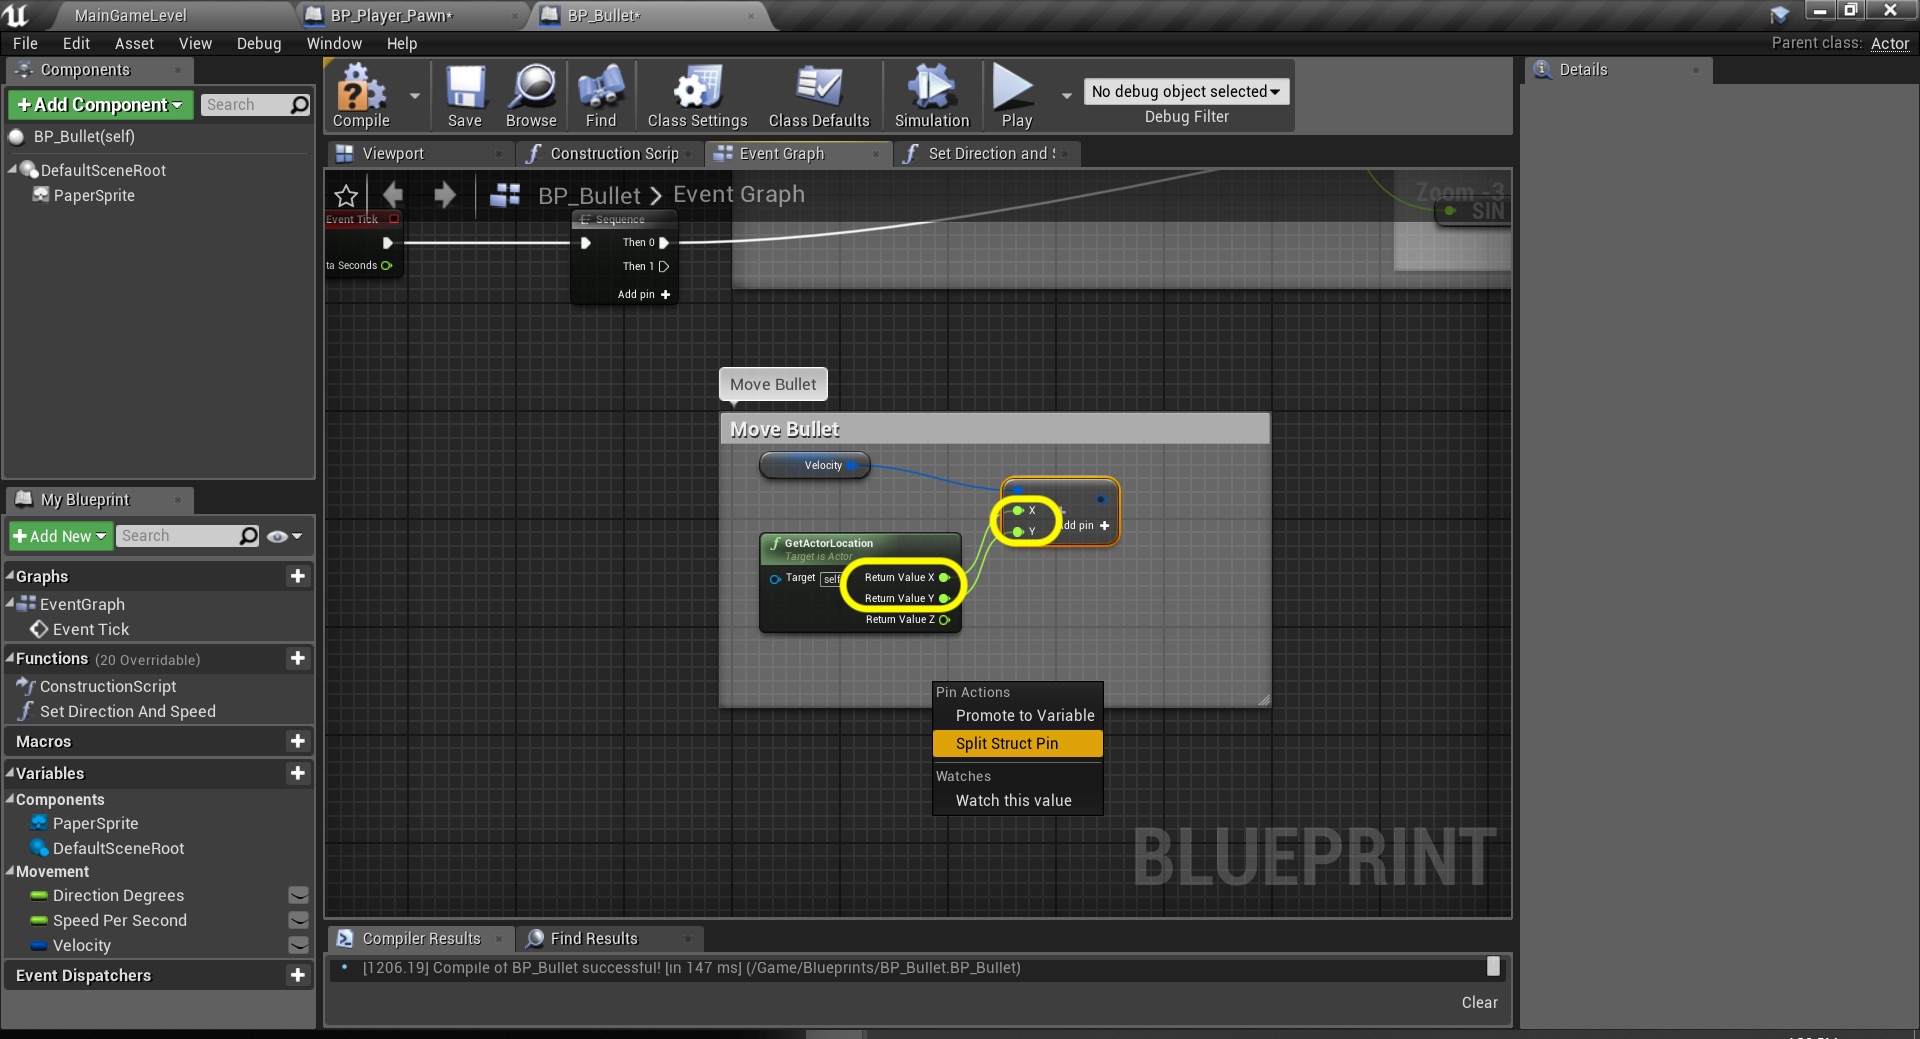 MainGameLevel
BP_Player_Pawn*
BP_Bullet*
File Edit Asset View Debug Window Help
Parent class: Actor
Components
Add Component
Search
BP_Bullet(self)
DefaultSceneRoot
PaperSprite
Compile
Save
Browse
Find
Class Settings
Class Defaults
Simulation
Play
No debug object selected
Debug Filter
Details
Viewport
Construction Scrip
Event Graph
Set Direction and
BP_Bullet > Event Graph
Zoom -3
SIN
Event Tick
ta Seconds
Sequence
Then 0
Then 1
Add pin +
Move Bullet
Move Bullet
Velocity
X
Y
dd pin +
GetActorLocation
Target is Actor
Target self
Return Value X
Return Value Y
Return Value Z
Pin Actions
Promote to Variable
Split Struct Pin
Watches
Watch this value
BLUEPRINT
My Blueprint
Add New
Search
Graphs
EventGraph
Event Tick
Functions (20 Overridable)
ConstructionScript
Set Direction And Speed
Macros
Variables
Components
PaperSprite
DefaultSceneRoot
Movement
Direction Degrees
Speed Per Second
Velocity
Event Dispatchers
Compiler Results
Find Results
[1206.19] Compile of BP_Bullet successful! [in 147 ms] (/Game/Blueprints/BP_Bullet.BP_Bullet)
Clear